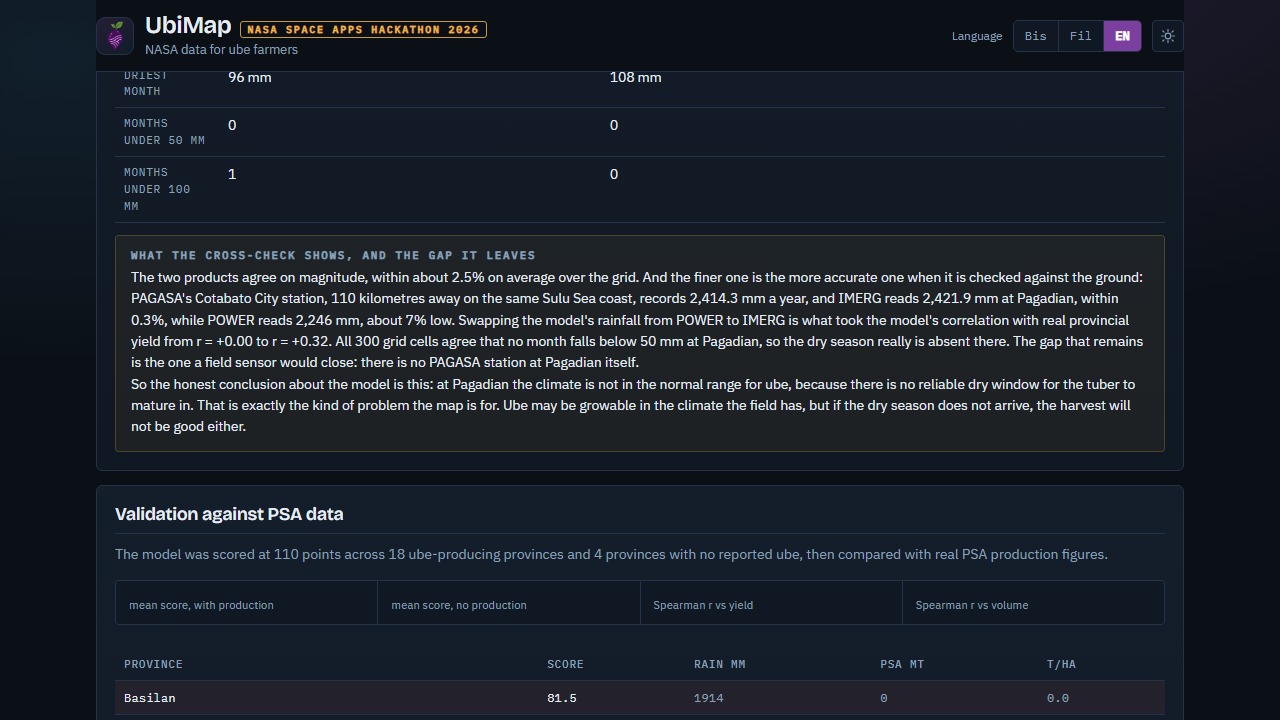 UbiMap NASA SPACE APPS HACKATHON 2026
NASA data for ube farmers
Language Bis Fil EN
DRIEST MONTH 96 mm 108 mm
MONTHS UNDER 50 MM 0 0
MONTHS UNDER 100 MM 1 0
WHAT THE CROSS-CHECK SHOWS, AND THE GAP IT LEAVES
The two products agree on magnitude, within about 2.5% on average over the grid. And the finer one is the more accurate one when it is checked against the ground:
PAGASA's Cotabato City station, 110 kilometres away on the same Sulu Sea coast, records 2,414.3 mm a year, and IMERG reads 2,421.9 mm at Pagadian, within
0.3%, while POWER reads 2,246 mm, about 7% low. Swapping the model's rainfall from POWER to IMERG is what took the model's correlation with real provincial
yield from r = +0.00 to r = +0.32. All 300 grid cells agree that no month falls below 50 mm at Pagadian, so the dry season really is absent there. The gap that remains
is the one a field sensor would close: there is no PAGASA station at Pagadian itself.
So the honest conclusion about the model is this: at Pagadian the climate is not in the normal range for ube, because there is no reliable dry window for the tuber to
mature in. That is exactly the kind of problem the map is for. Ube may be growable in the climate the field has, but if the dry season does not arrive, the harvest will
not be good either.
Validation against PSA data
The model was scored at 110 points across 18 ube-producing provinces and 4 provinces with no reported ube, then compared with real PSA production figures.
mean score, with production mean score, no production Spearman r vs yield Spearman r vs volume
PROVINCE SCORE RAIN MM PSA MT T/HA
Basilan 81.5 1914 0 0.0